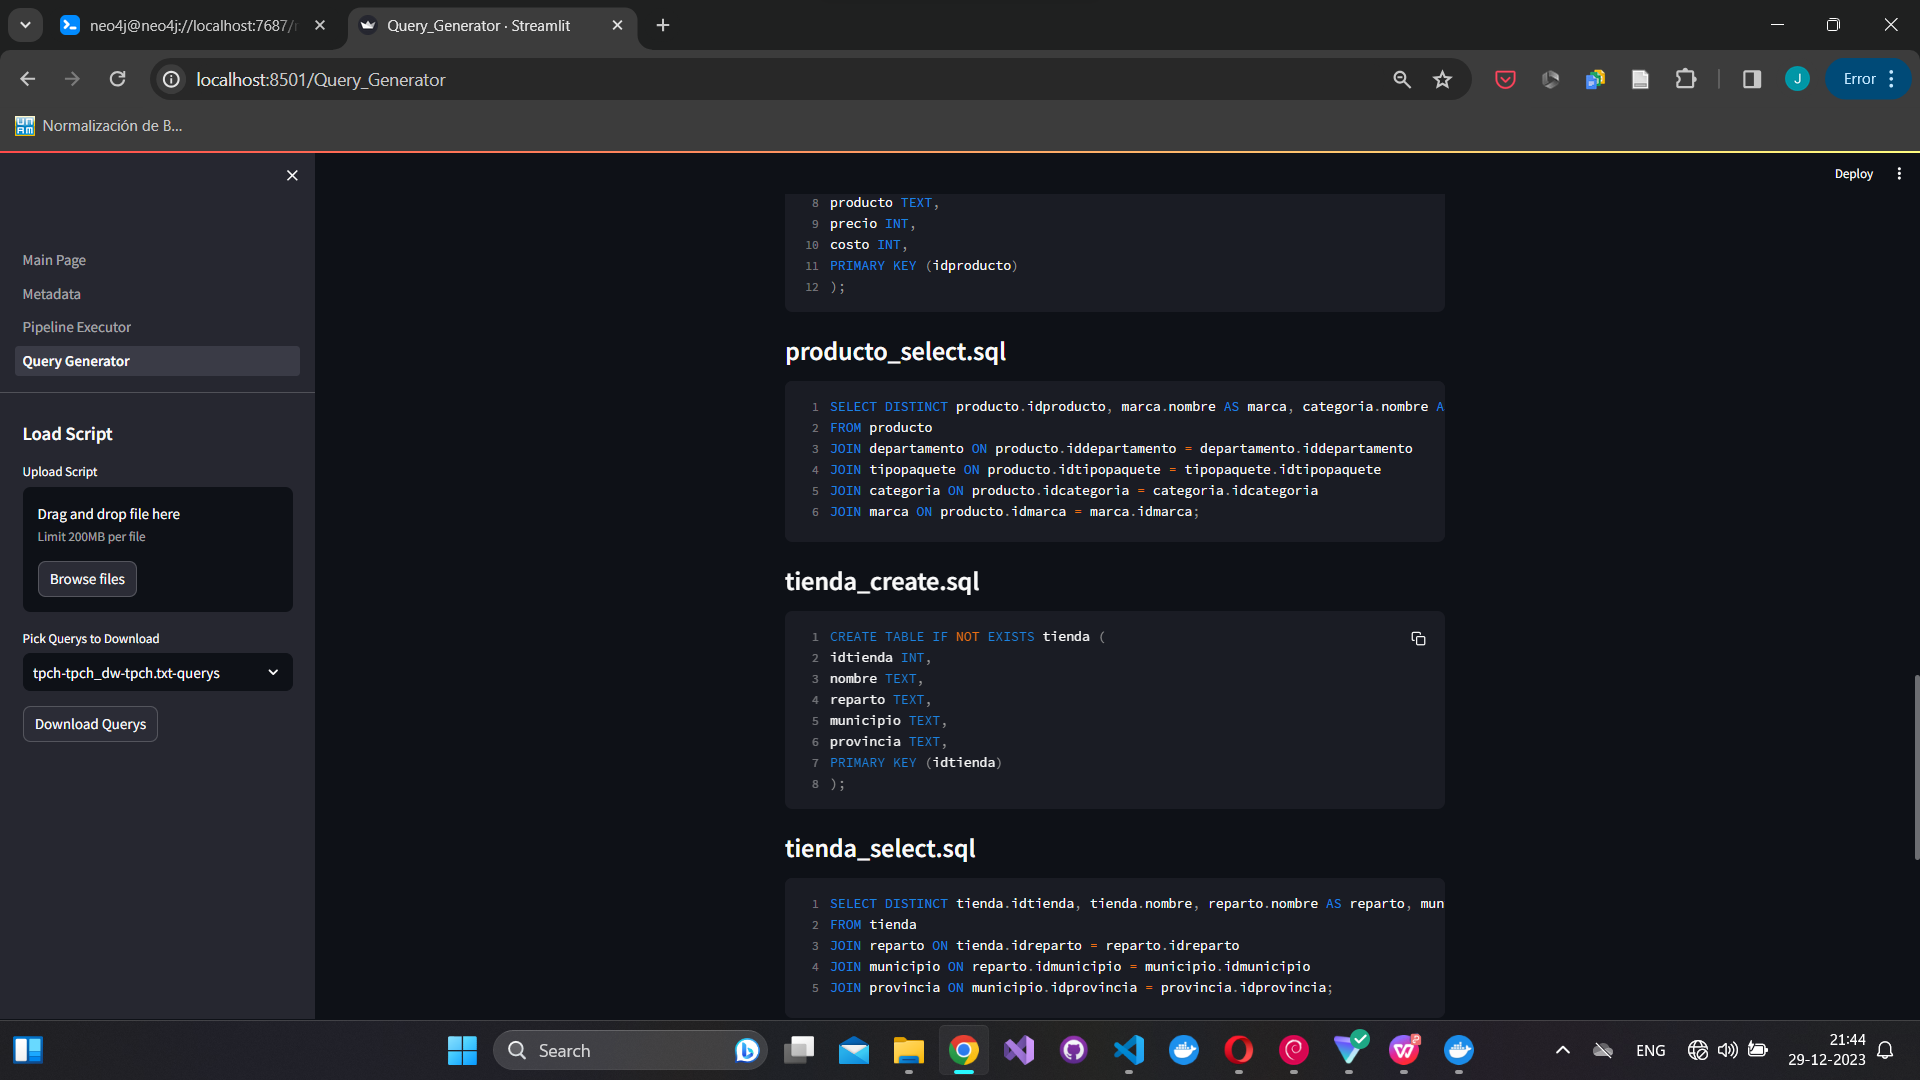 neo4j@neo4j://localhost:7687/
Query_Generator · Streamlit
localhost:8501/Query_Generator
J
Error
UNAM
Normalización de B...
Deploy
Main Page
Metadata
Pipeline Executor
Query Generator
Load Script
Upload Script
Drag and drop file here
Limit 200MB per file
Browse files
Pick Querys to Download
tpch-tpch_dw-tpch.txt-querys
Download Querys
8 producto TEXT,
9 precio INT,
10 costo INT,
11 PRIMARY KEY (idproducto)
12 );
producto_select.sql
1 SELECT DISTINCT producto.idproducto, marca.nombre AS marca, categoria.nombre A
2 FROM producto
3 JOIN departamento ON producto.iddepartamento = departamento.iddepartamento
4 JOIN tipopaquete ON producto.idtipopaquete = tipopaquete.idtipopaquete
5 JOIN categoria ON producto.idcategoria = categoria.idcategoria
6 JOIN marca ON producto.idmarca = marca.idmarca;
tienda_create.sql
1 CREATE TABLE IF NOT EXISTS tienda (
2 idtienda INT,
3 nombre TEXT,
4 reparto TEXT,
5 municipio TEXT,
6 provincia TEXT,
7 PRIMARY KEY (idtienda)
8 );
tienda_select.sql
1 SELECT DISTINCT tienda.idtienda, tienda.nombre, reparto.nombre AS reparto, mun
2 FROM tienda
3 JOIN reparto ON tienda.idreparto = reparto.idreparto
4 JOIN municipio ON reparto.idmunicipio = municipio.idmunicipio
5 JOIN provincia ON municipio.idprovincia = provincia.idprovincia;
Search
ENG
21:44
29-12-2023